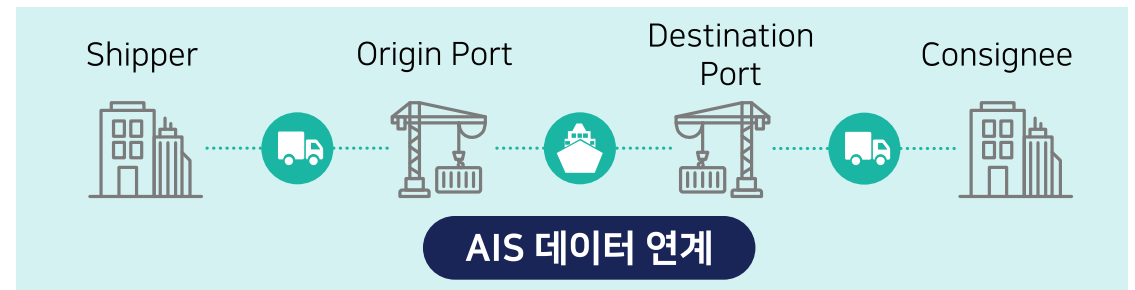 Shipper
Origin Port
Destination
Port
Consignee
AIS 데이터 연계